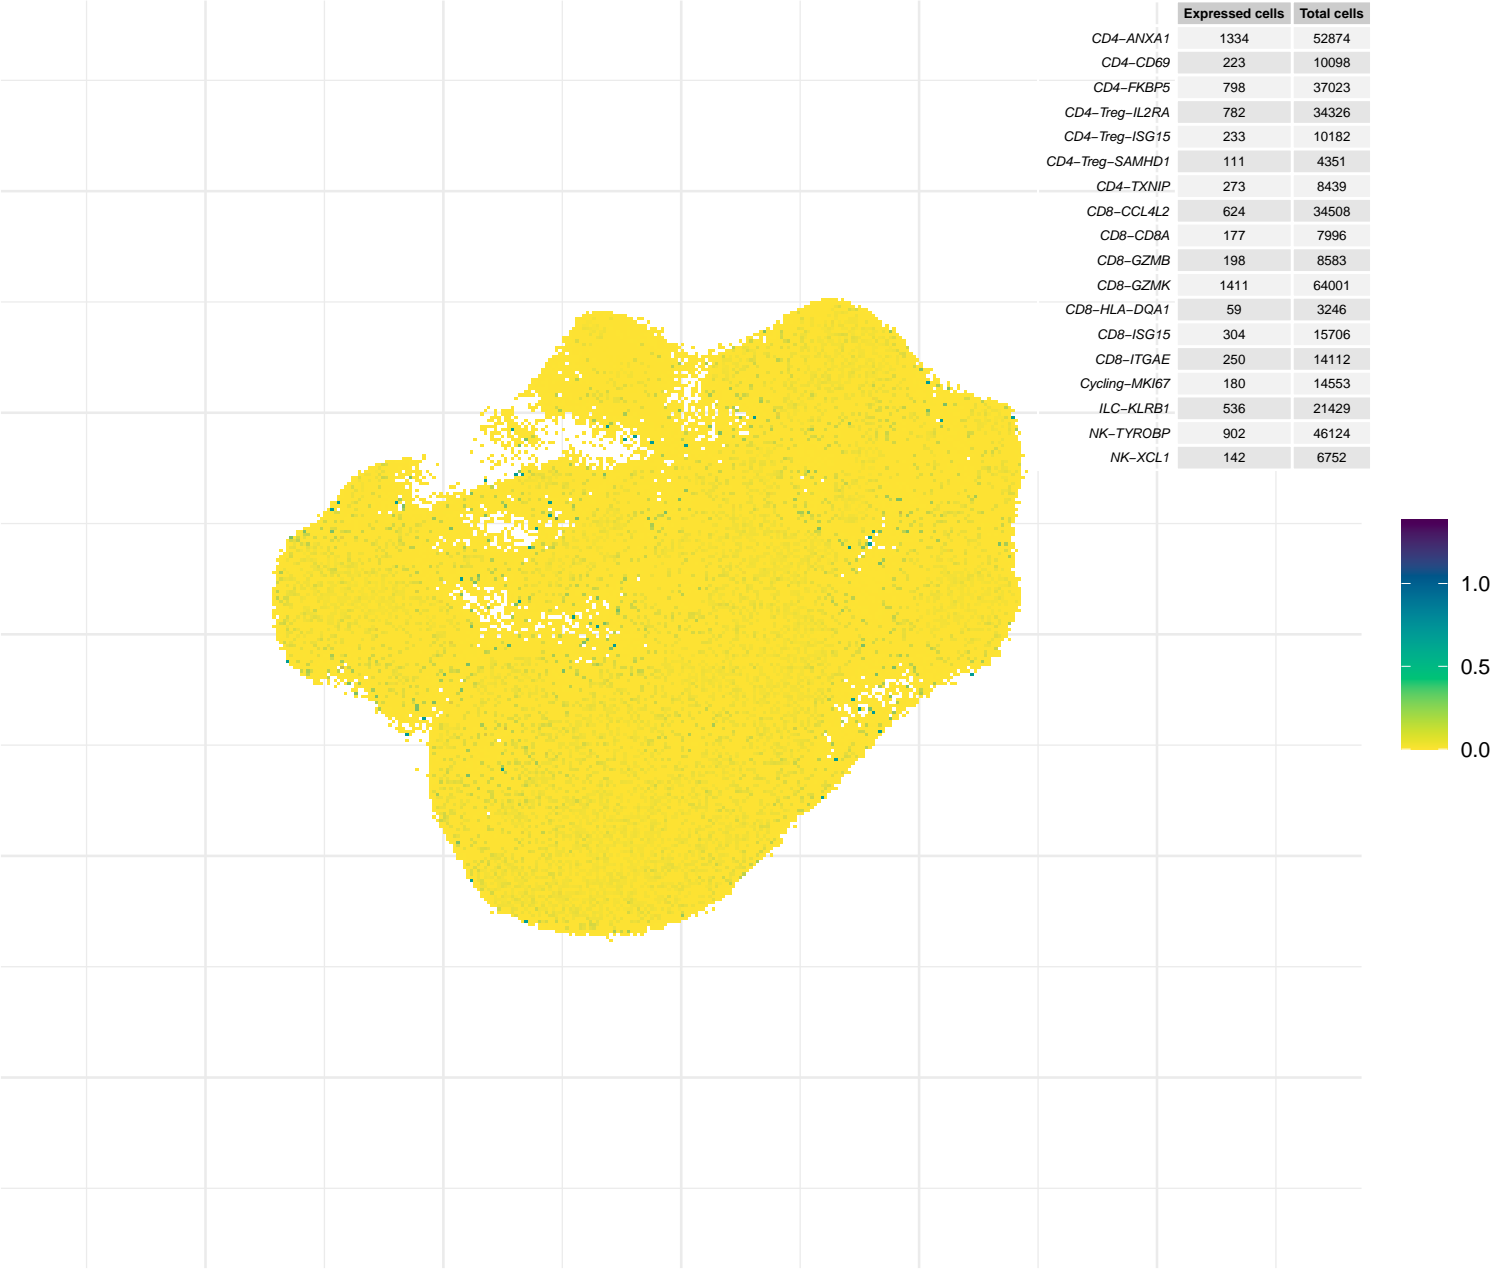 Expressed cells Total cells
CD4−ANXA1 1334 52874
CD4−CD69 223 10098
CD4−FKBP5 798 37023
CD4−Treg−IL2RA 782 34326
CD4−Treg−ISG15 233 10182
CD4−Treg−SAMHD1 111 4351
CD4−TXNIP 273 8439
CD8−CCL4L2 624 34508
CD8−CD8A 177 7996
CD8−GZMB 198 8583
CD8−GZMK 1411 64001
CD8−HLA−DQA1 59 3246
CD8−ISG15 304 15706
CD8−ITGAE 250 14112
Cycling−MKI67 180 14553
ILC−KLRB1 536 21429
NK−TYROBP 902 46124
NK−XCL1 142 6752
1.0
0.5
0.0